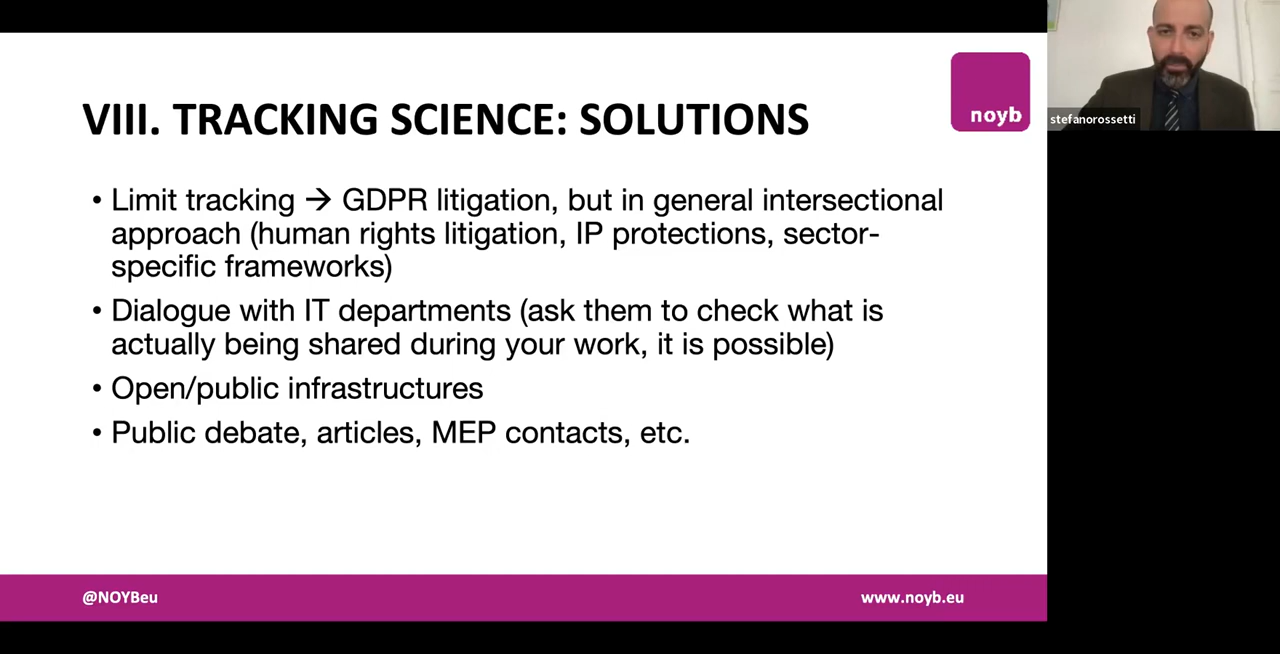 VIII. TRACKING SCIENCE: SOLUTIONS
noyb
stefanorossetti
• Limit tracking → GDPR litigation, but in general intersectional
approach (human rights litigation, IP protections, sector-
specific frameworks)
• Dialogue with IT departments (ask them to check what is
actually being shared during your work, it is possible)
• Open/public infrastructures
• Public debate, articles, MEP contacts, etc.
@NOYBeu
www.noyb.eu